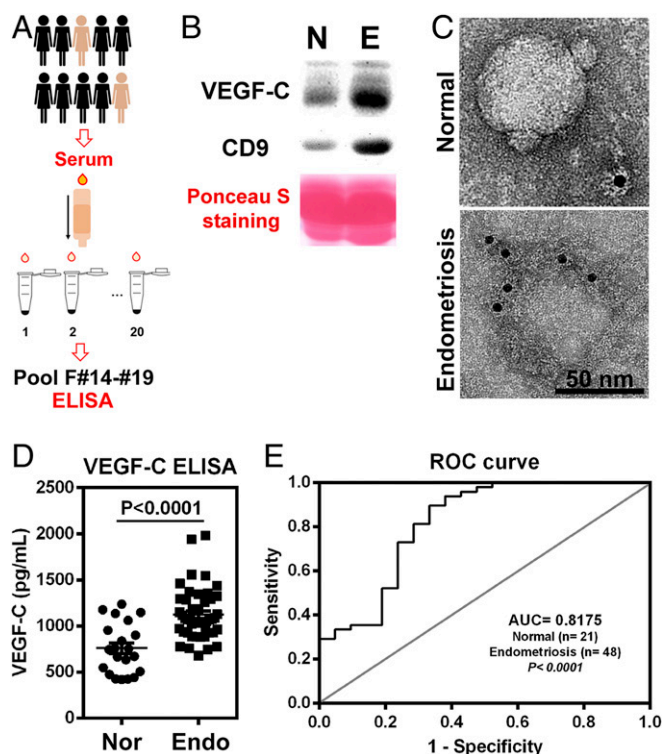 A
Serum
1 2 ... 20
Pool F#14-#19
ELISA
B
N E
VEGF-C
CD9
Ponceau S
staining
C
Normal
Endometriosis
50 nm
D
VEGF-C ELISA
P<0.0001
VEGF-C (pg/mL)
2500
2000
1500
1000
500
0
Nor Endo
E
ROC curve
Sensitivity
1.0
0.8
0.6
0.4
0.2
0.0
AUC= 0.8175
Normal (n= 21)
Endometriosis (n= 48)
P< 0.0001
0.0 0.2 0.4 0.6 0.8 1.0
1 - Specificity